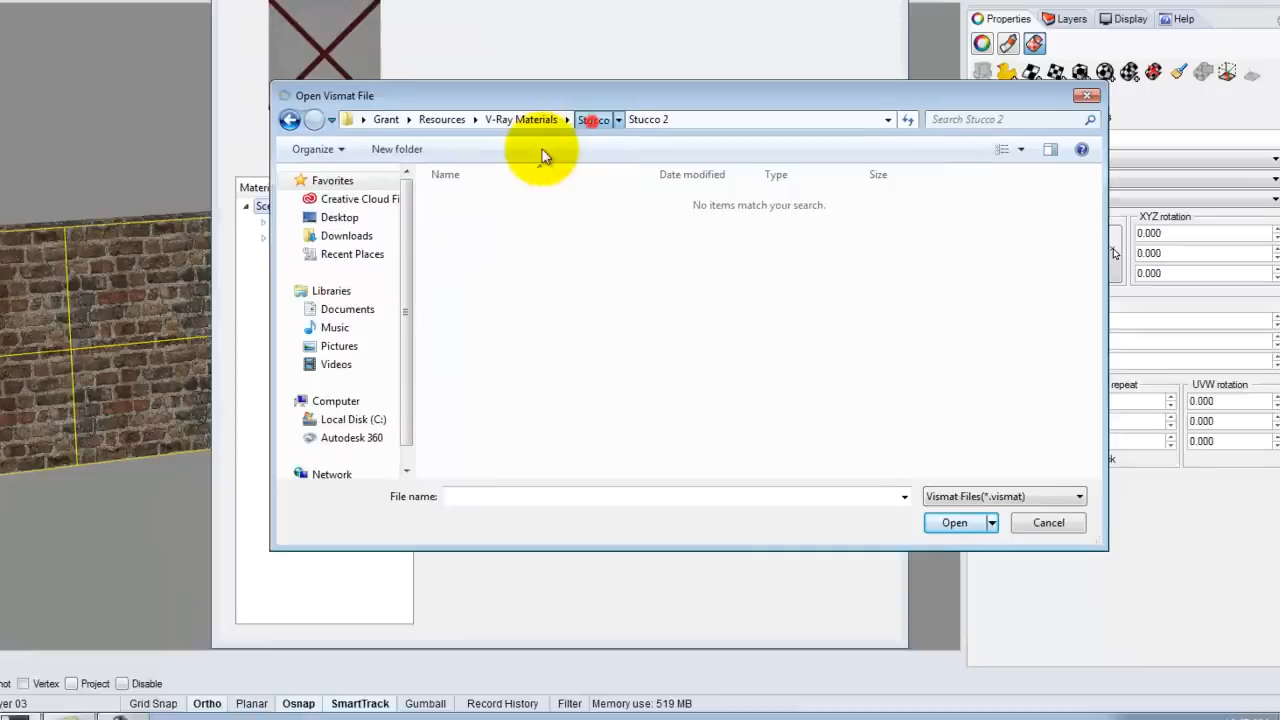 Properties Layers Display Help
Open Vismat File
Grant Resources V-Ray Materials Stucco Stucco 2 Search Stucco 2
Organize New folder
Name Date modified Type Size
No items match your search.
Favorites
Creative Cloud Fi
Desktop
Downloads
Recent Places
Libraries
Documents
Music
Pictures
Videos
Computer
Local Disk (C:)
Autodesk 360
Network
File name: Vismat Files(*.vismat)
Open Cancel
Materi
Sce
XYZ rotation
0.000
0.000
0.000
repeat UVW rotation
0.000
0.000
0.000
Vertex Project Disable
Grid Snap Ortho Planar Osnap SmartTrack Gumball Record History Filter Memory use: 519 MB